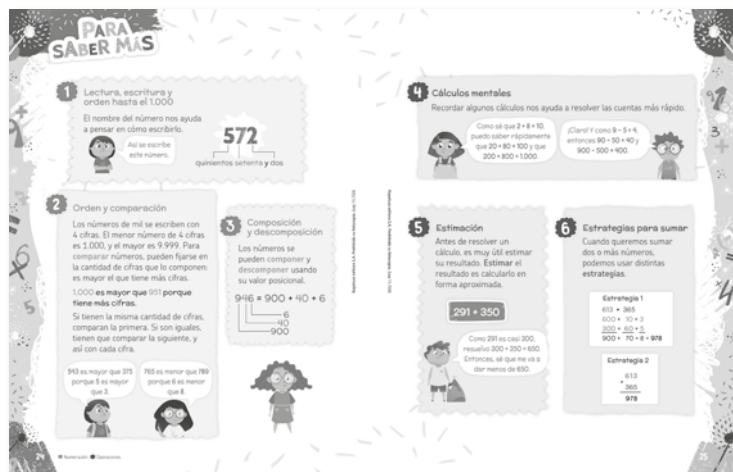 PARA
SABER MÁS
1
Lectura, escritura y
orden hasta el 1.000
El nombre del número nos ayuda
a pensar en cómo escribirlo.
Así se escribe
este número.
572
quinientos setenta y dos
2
Orden y comparación
Los números de mil se escriben con
4 cifras. El menor número de 4 cifras
es 1.000, y el mayor es 9.999. Para
comparar números, pueden fijarse en
la cantidad de cifras que lo componen:
es mayor el que tiene más cifras.
1.000 es mayor que 951 porque
tiene más cifras.
Si tienen la misma cantidad de cifras,
comparan la primera. Si son iguales,
tienen que comparar la siguiente, y
así con cada cifra.
543 es mayor que 375
porque 5 es mayor
que 3.
765 es menor que 789
porque 6 es menor
que 8.
3
Composición
y descomposición
Los números se
pueden componer y
descomponer usando
su valor posicional.
946 = 900 + 40 + 6
6
40
900
24
Numeración
Operaciones
4
Cálculos mentales
Recordar algunos cálculos nos ayuda a resolver las cuentas más rápido.
Como sé que 2 + 8 = 10,
puedo saber rápidamente
que 20 + 80 = 100 y que
200 + 800 = 1.000.
¡Claro! Y como 9 - 5 = 4,
entonces 90 - 50 = 40 y
900 - 500 = 400.
5
Estimación
Antes de resolver un
cálculo, es muy útil estimar
su resultado. Estimar el
resultado es calcularlo en
forma aproximada.
291 + 350
Como 291 es casi 300,
resuelvo 300 + 350 = 650.
Entonces, sé que me va a
dar menos de 650.
6
Estrategias para sumar
Cuando queremos sumar
dos o más números,
podemos usar distintas
estrategias.
Estrategia 1
613 + 365
600 + 10 + 3
300 + 60 + 5
900 + 70 + 8 = 978
Estrategia 2
613
+
365
978
25